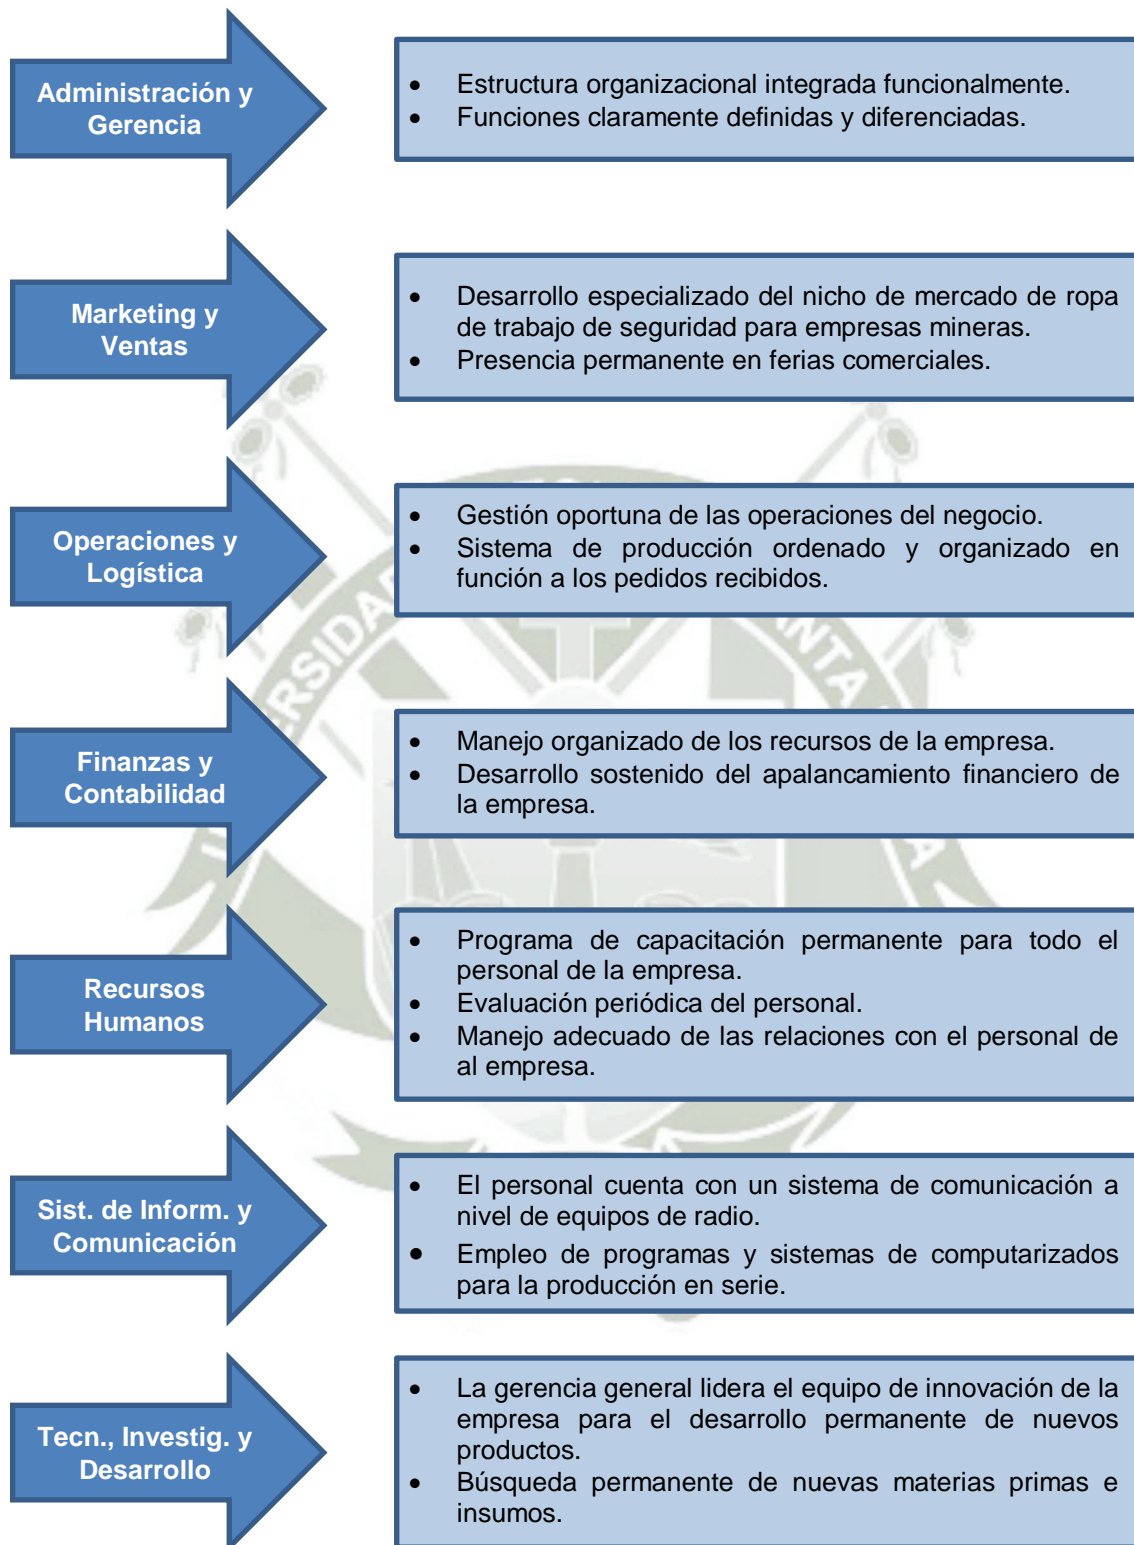 Administración y
Gerencia
• Estructura organizacional integrada funcionalmente.
• Funciones claramente definidas y diferenciadas.
Marketing y
Ventas
• Desarrollo especializado del nicho de mercado de ropa
de trabajo de seguridad para empresas mineras.
• Presencia permanente en ferias comerciales.
Operaciones y
Logística
• Gestión oportuna de las operaciones del negocio.
• Sistema de producción ordenado y organizado en
función a los pedidos recibidos.
Finanzas y
Contabilidad
• Manejo organizado de los recursos de la empresa.
• Desarrollo sostenido del apalancamiento financiero de
la empresa.
Recursos
Humanos
• Programa de capacitación permanente para todo el
personal de la empresa.
• Evaluación periódica del personal.
• Manejo adecuado de las relaciones con el personal de
al empresa.
Sist. de Inform. y
Comunicación
• El personal cuenta con un sistema de comunicación a
nivel de equipos de radio.
• Empleo de programas y sistemas de computarizados
para la producción en serie.
Tecn., Investig. y
Desarrollo
• La gerencia general lidera el equipo de innovación de la
empresa para el desarrollo permanente de nuevos
productos.
• Búsqueda permanente de nuevas materias primas e
insumos.